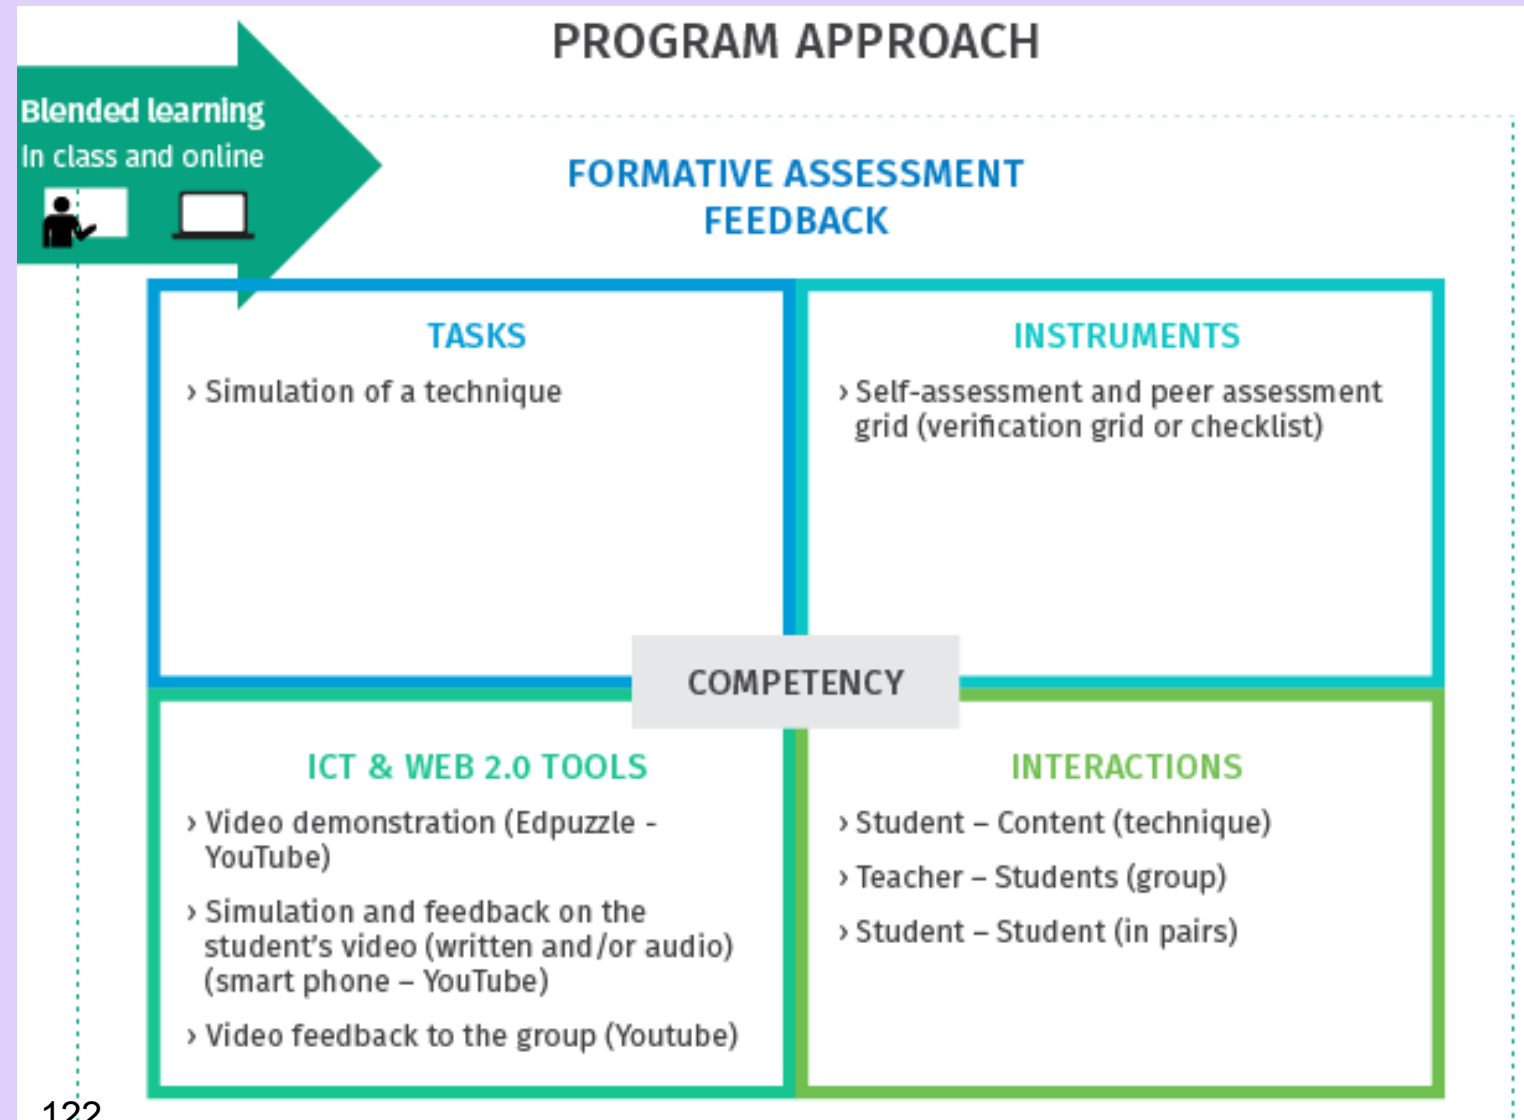 PROGRAM APPROACH
Blended learning
In class and online
FORMATIVE ASSESSMENT
FEEDBACK
TASKS
› Simulation of a technique
INSTRUMENTS
› Self-assessment and peer assessment
grid (verification grid or checklist)
COMPETENCY
ICT & WEB 2.0 TOOLS
› Video demonstration (Edpuzzle -
YouTube)
› Simulation and feedback on the
student's video (written and/or audio)
(smart phone – YouTube)
› Video feedback to the group (Youtube)
INTERACTIONS
› Student – Content (technique)
› Teacher – Students (group)
› Student – Student (in pairs)
122